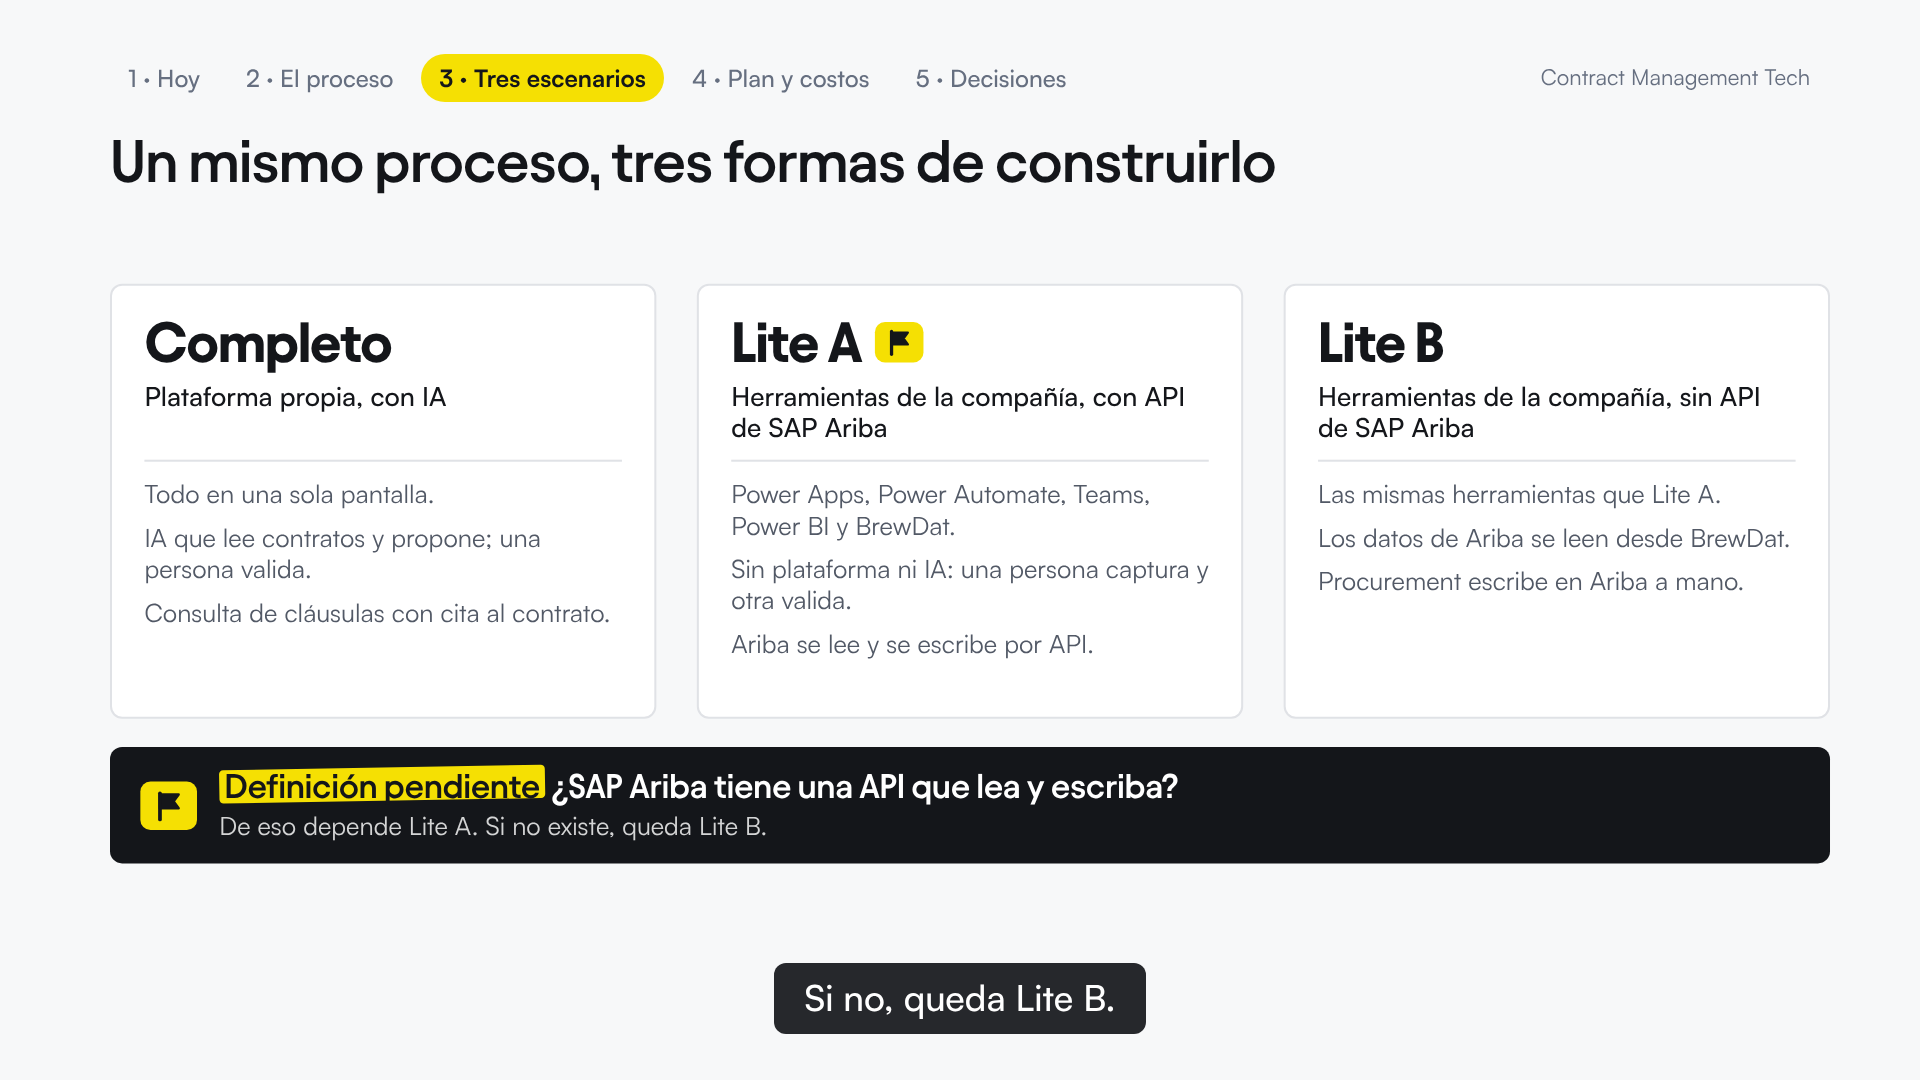 1 · Hoy
2 · El proceso
3 · Tres escenarios
4 · Plan y costos
5 · Decisiones
Contract Management Tech
Un mismo proceso, tres formas de construirlo
Completo
Plataforma propia, con IA
Todo en una sola pantalla.
IA que lee contratos y propone; una
persona valida.
Consulta de cláusulas con cita al contrato.
Lite A
Herramientas de la compañía, con API
de SAP Ariba
Power Apps, Power Automate, Teams,
Power BI y BrewDat.
Sin plataforma ni IA: una persona captura y
otra valida.
Ariba se lee y se escribe por API.
Lite B
Herramientas de la compañía, sin API
de SAP Ariba
Las mismas herramientas que Lite A.
Los datos de Ariba se leen desde BrewDat.
Procurement escribe en Ariba a mano.
Definición pendiente ¿SAP Ariba tiene una API que lea y escriba?
De eso depende Lite A. Si no existe, queda Lite B.
Si no, queda Lite B.